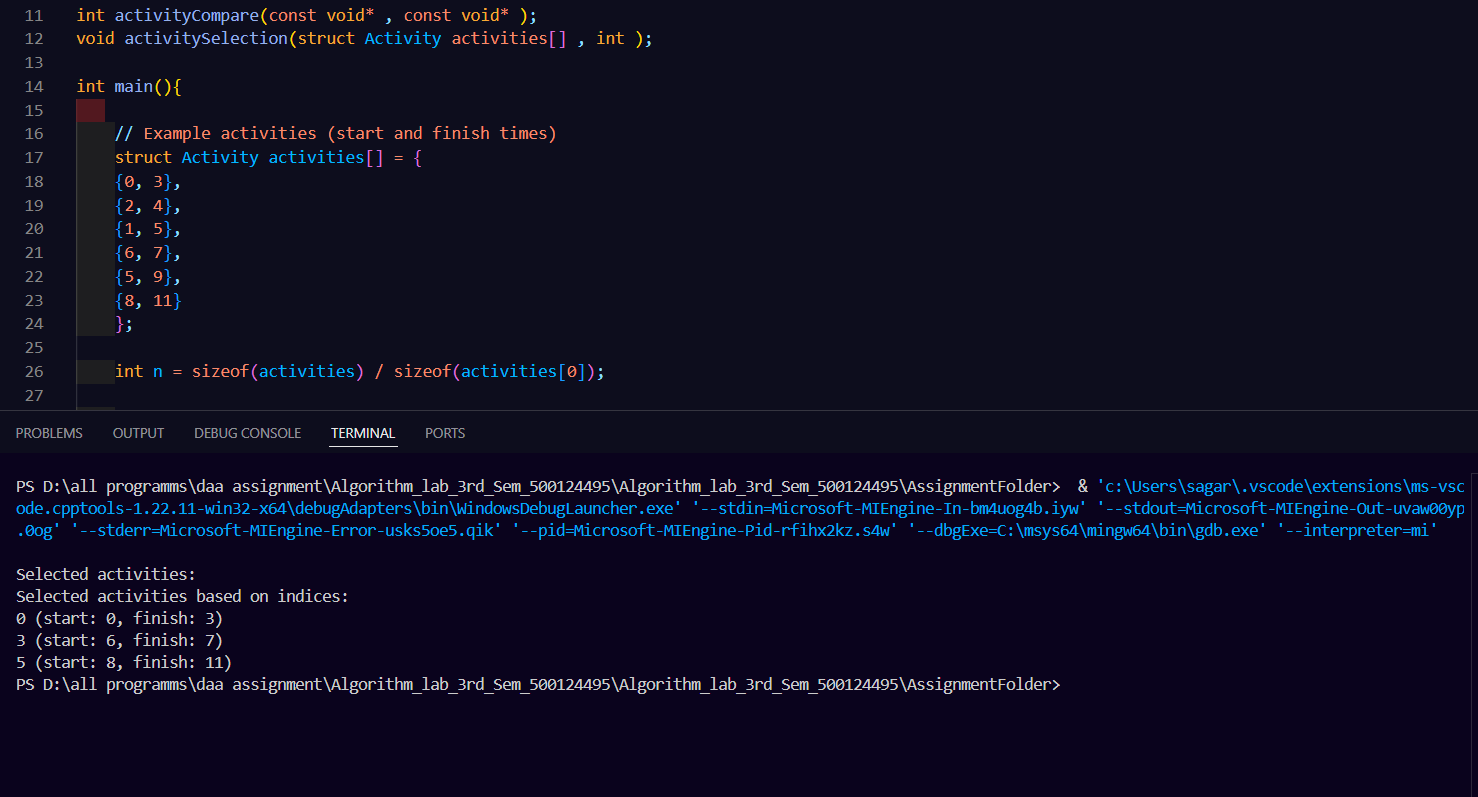 11 int activityCompare(const void* , const void* );
12 void activitySelection(struct Activity activities[] , int );
13
14 int main(){
15
16 // Example activities (start and finish times)
17 struct Activity activities[] = {
18 {0, 3},
19 {2, 4},
20 {1, 5},
21 {6, 7},
22 {5, 9},
23 {8, 11}
24 };
25
26 int n = sizeof(activities) / sizeof(activities[0]);
27
PROBLEMS OUTPUT DEBUG CONSOLE TERMINAL PORTS
PS D:\all programms\daa assignment\Algorithm_lab_3rd_Sem_500124495\Algorithm_lab_3rd_Sem_500124495\AssignmentFolder> & 'c:\Users\sagar\.vscode\extensions\ms-vsc
ode.cpptools-1.22.11-win32-x64\debugAdapters\bin\WindowsDebugLauncher.exe' '--stdin=Microsoft-MIEngine-In-bm4uog4b.iyw' '--stdout=Microsoft-MIEngine-Out-uvaw00yp
.0og' '--stderr=Microsoft-MIEngine-Error-usks5oe5.qik' '--pid=Microsoft-MIEngine-Pid-rfihx2kz.s4w' '--dbgExe=C:\msys64\mingw64\bin\gdb.exe' '--interpreter=mi'
Selected activities:
Selected activities based on indices:
0 (start: 0, finish: 3)
3 (start: 6, finish: 7)
5 (start: 8, finish: 11)
PS D:\all programms\daa assignment\Algorithm_lab_3rd_Sem_500124495\Algorithm_lab_3rd_Sem_500124495\AssignmentFolder>